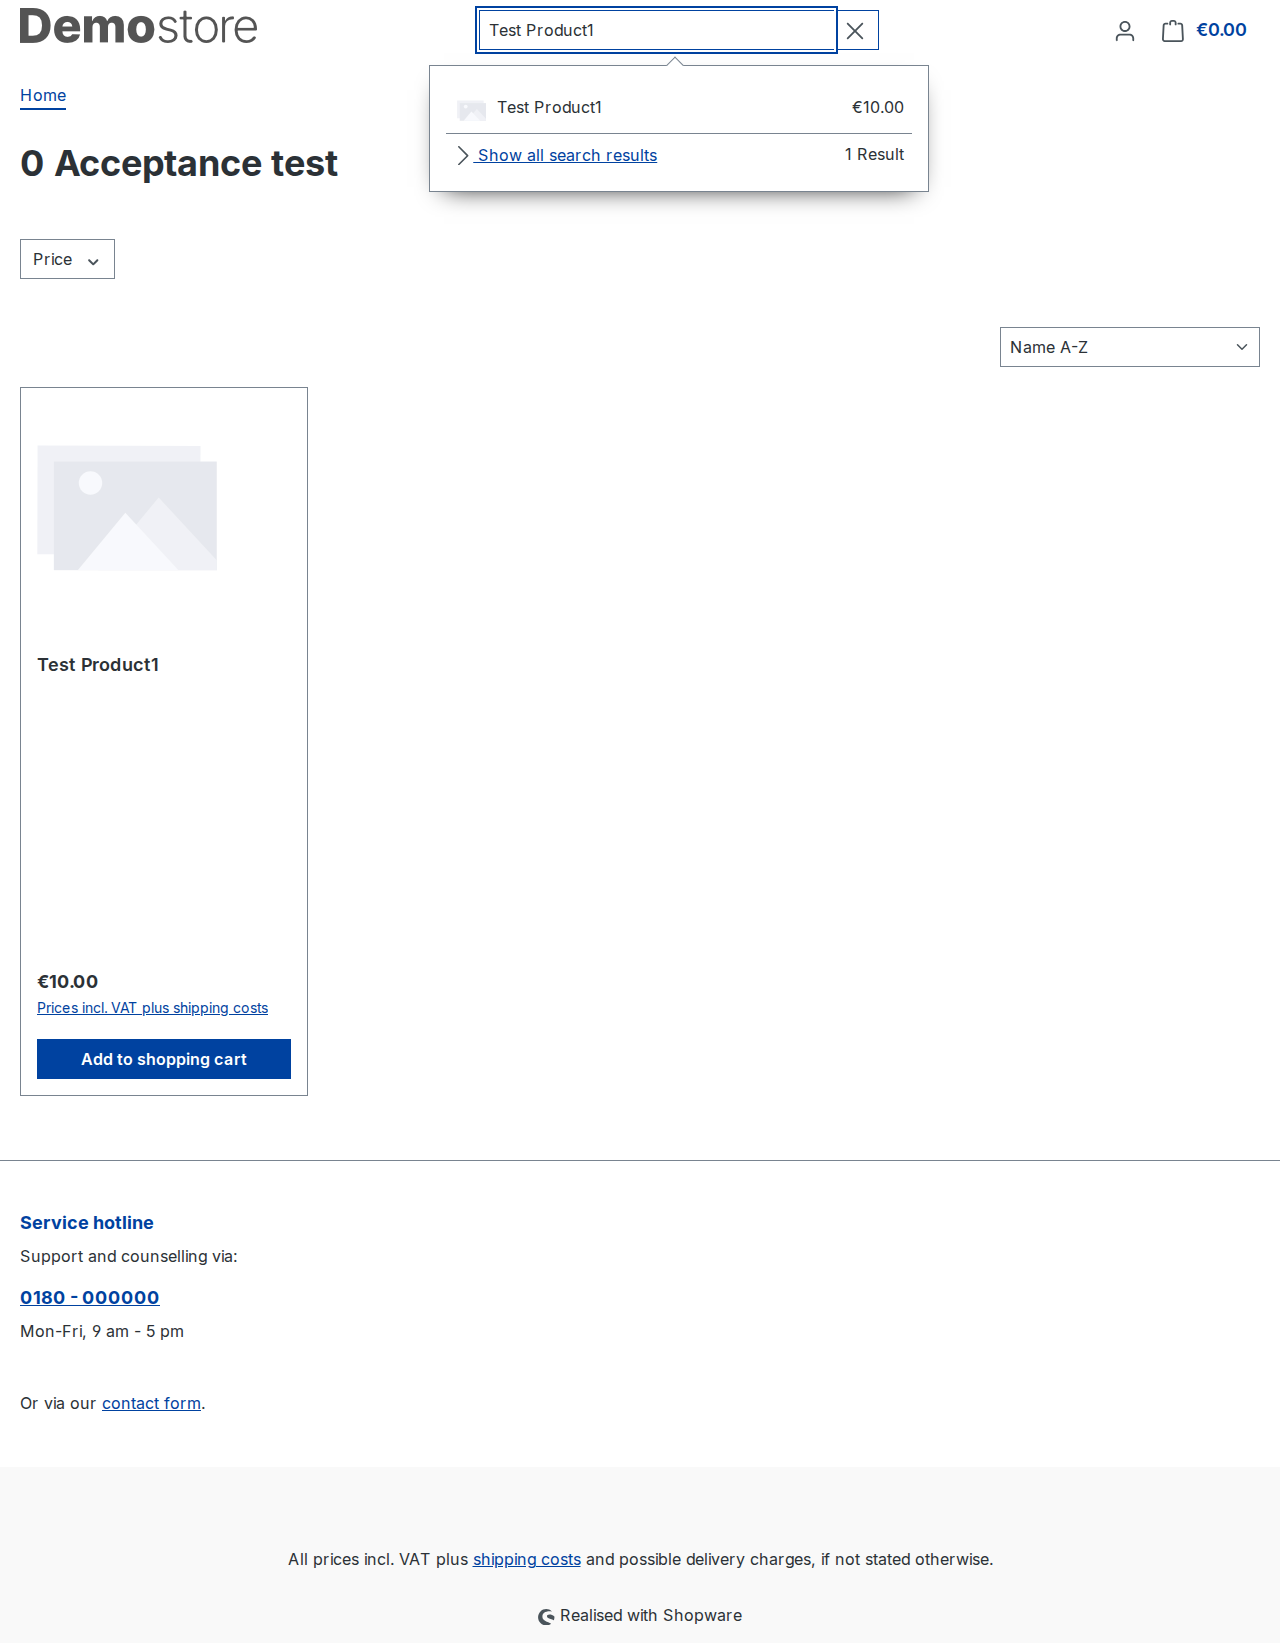 Demostore
Test Product1
€0.00
Test Product1 €10.00
Show all search results 1 Result
Home
0 Acceptance test
Price
Name A-Z
Test Product1
€10.00
Prices incl. VAT plus shipping costs
Add to shopping cart
Service hotline
Support and counselling via:
0180 - 000000
Mon-Fri, 9 am - 5 pm
Or via our contact form.
All prices incl. VAT plus shipping costs and possible delivery charges, if not stated otherwise.
Realised with Shopware